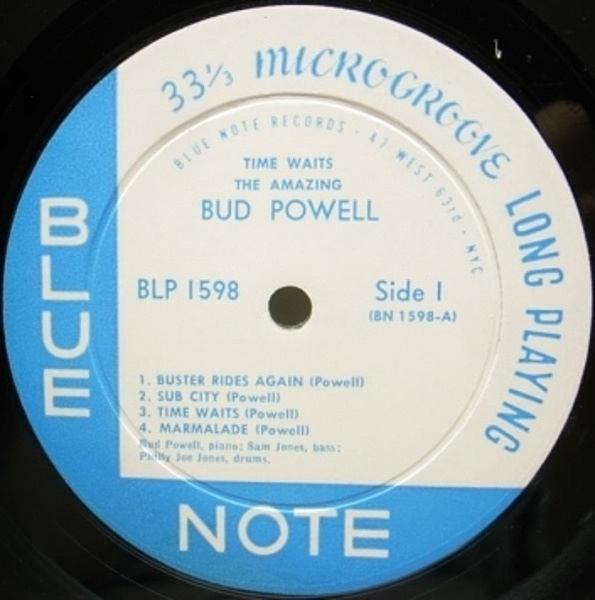 33⅓ MICROGROOVE LONG PLAYING
BLUE NOTE RECORDS · 47 WEST 63rd · NYC
TIME WAITS
THE AMAZING
BUD POWELL
BLP 1598
Side 1
(BN 1598-A)
1. BUSTER RIDES AGAIN (Powell)
2. SUB CITY (Powell)
3. TIME WAITS (Powell)
4. MARMALADE (Powell)
Bud Powell, piano; Sam Jones, bass;
Philly Joe Jones, drums.
BLUE
NOTE